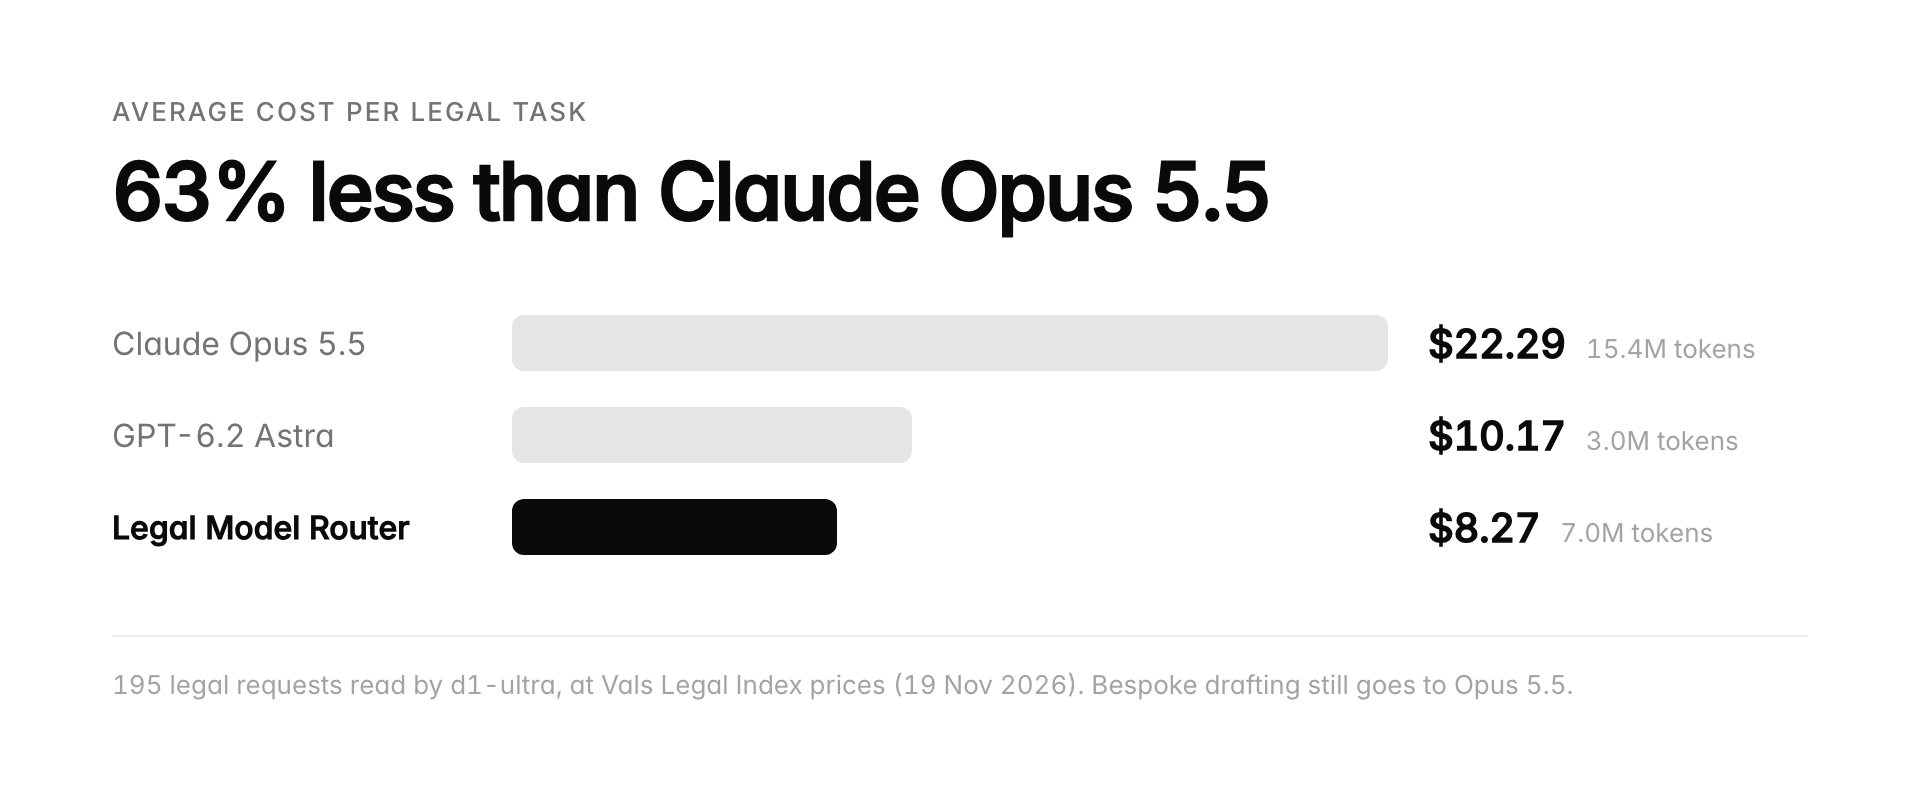 AVERAGE COST PER LEGAL TASK
63% less than Claude Opus 5.5
Claude Opus 5.5 $22.29 15.4M tokens
GPT-6.2 Astra $10.17 3.0M tokens
Legal Model Router $8.27 7.0M tokens
195 legal requests read by d1-ultra, at Vals Legal Index prices (19 Nov 2026). Bespoke drafting still goes to Opus 5.5.